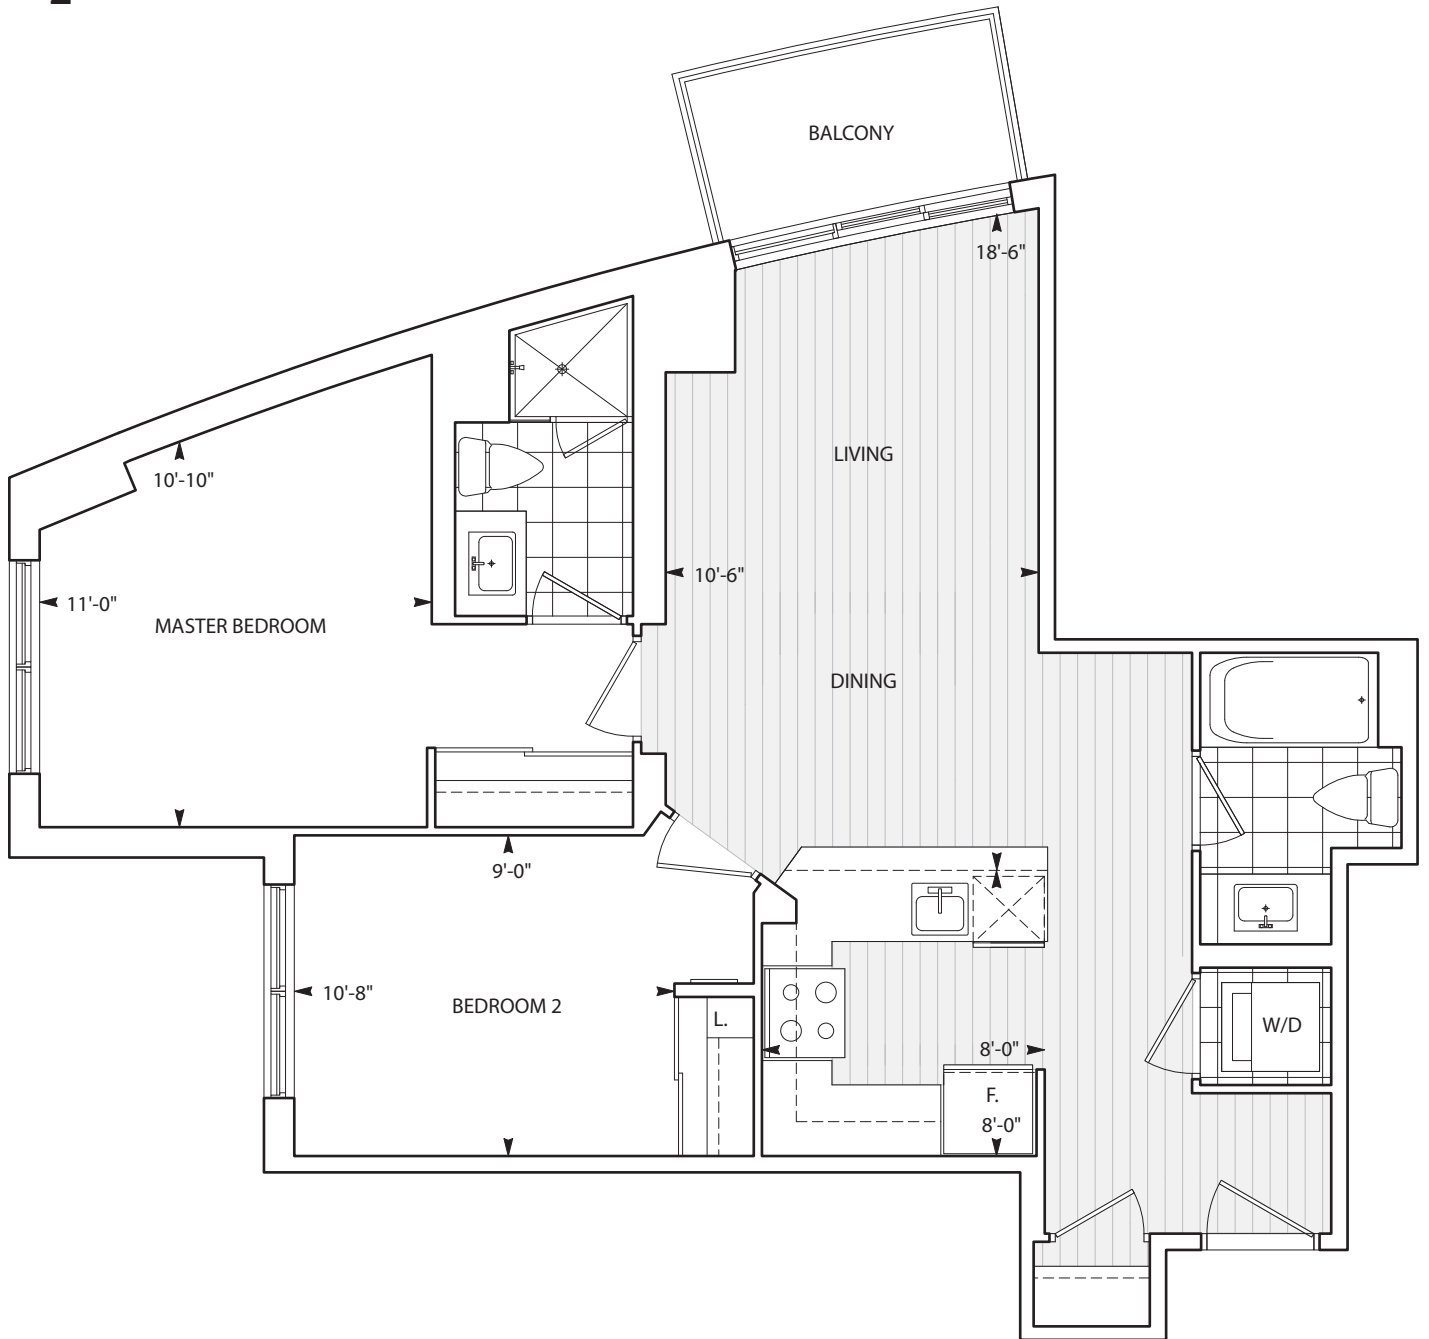 BALCONY
18'-6"
LIVING
10'-10"
10'-6"
11'-0"
MASTER BEDROOM
DINING
9'-0"
10'-8"
BEDROOM 2
L.
W/D
8'-0"
F.
8'-0"